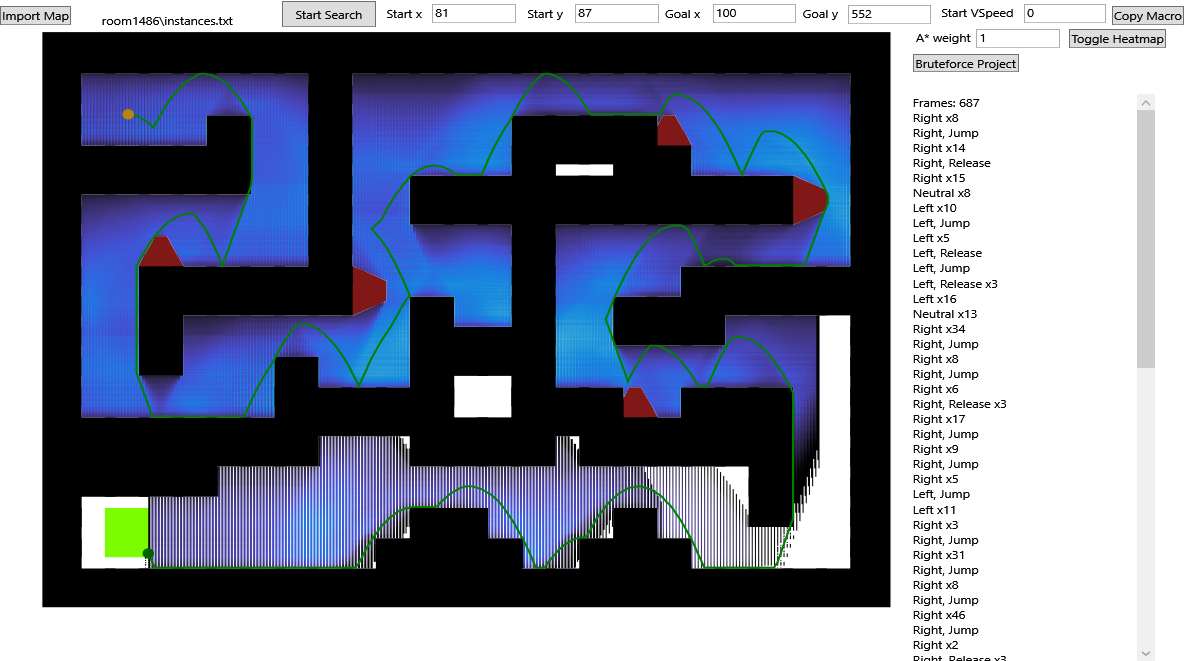 Import Map
room1486\instances.txt
Start Search
Start x 81
Start y 87
Goal x 100
Goal y 552
Start VSpeed 0
Copy Macro
A* weight 1
Toggle Heatmap
Bruteforce Project
Frames: 687
Right x8
Right, Jump
Right x14
Right, Release
Right x15
Neutral x8
Left x10
Left, Jump
Left x5
Left, Release
Left, Jump
Left, Release x3
Left x16
Neutral x13
Right x34
Right, Jump
Right x8
Right, Jump
Right x6
Right, Release x3
Right x17
Right, Jump
Right x9
Right, Jump
Right x5
Left, Jump
Left x11
Right x3
Right, Jump
Right x31
Right, Jump
Right x8
Right, Jump
Right x46
Right, Jump
Right x2
Right, Release x3